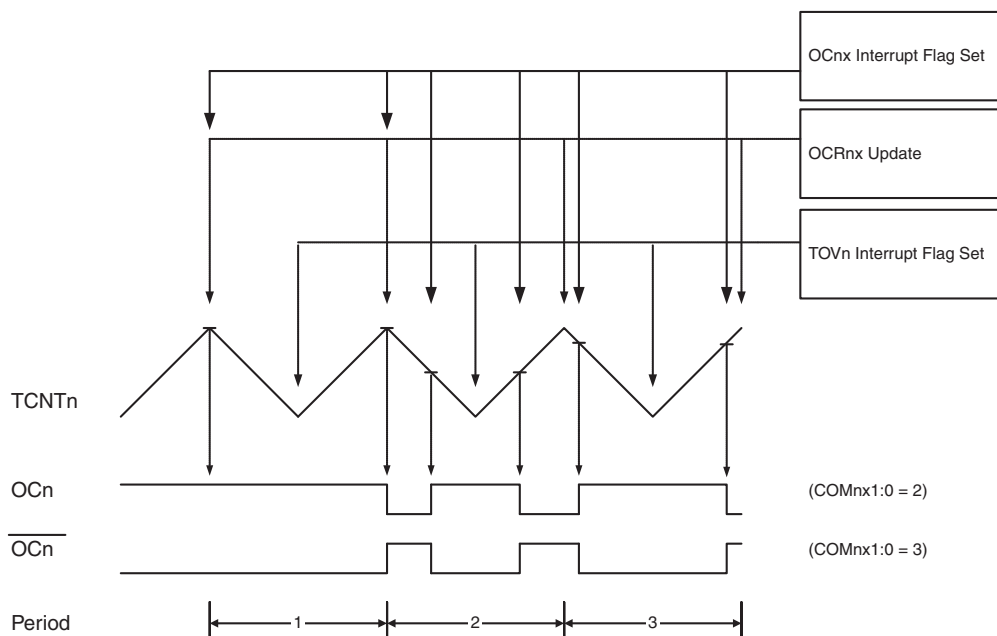 OCnx Interrupt Flag Set
OCRnx Update
TOVn Interrupt Flag Set
TCNTn
OCn
(COMnx1:0 = 2)
OCn
(COMnx1:0 = 3)
Period
1
2
3